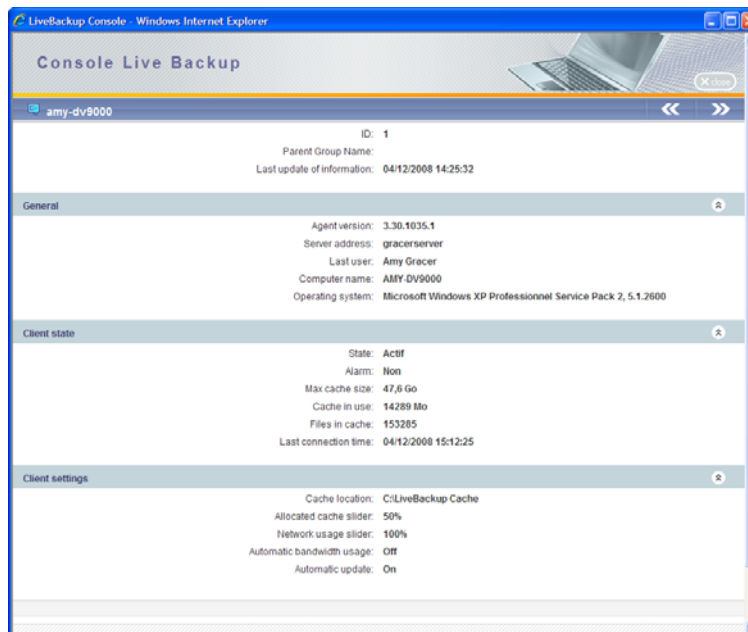 LiveBackup Console - Windows Internet Explorer
Console Live Backup
close
amy-dv9000
ID: 1
Parent Group Name:
Last update of information: 04/12/2008 14:25:32
General
Agent version: 3.30.1035.1
Server address: gracerserver
Last user: Amy Gracer
Computer name: AMY-DV9000
Operating system: Microsoft Windows XP Professionnel Service Pack 2, 5.1.2600
Client state
State: Actif
Alarm: Non
Max cache size: 47,6 Go
Cache in use: 14289 Mo
Files in cache: 153285
Last connection time: 04/12/2008 15:12:25
Client settings
Cache location: C:\LiveBackup Cache
Allocated cache slider: 50%
Network usage slider: 100%
Automatic bandwidth usage: Off
Automatic update: On